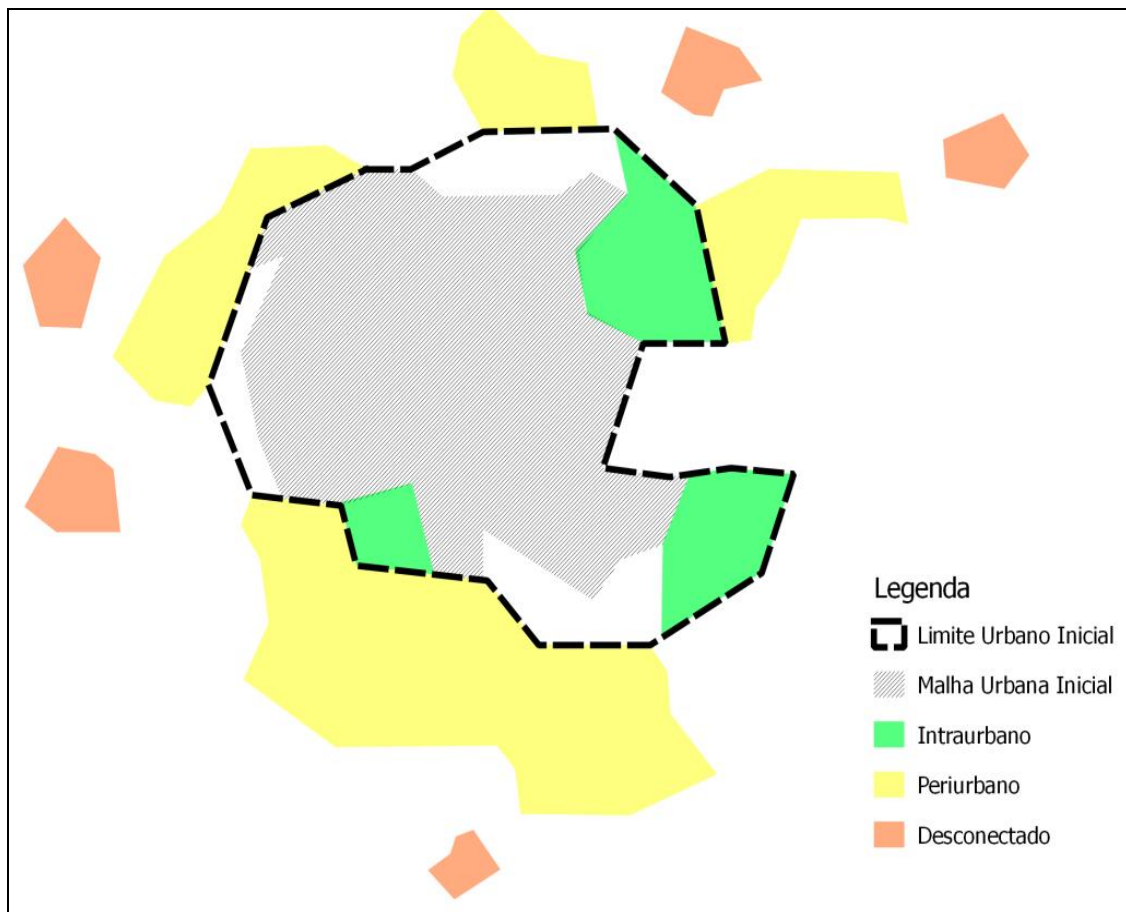 Legenda
Limite Urbano Inicial
Malha Urbana Inicial
Intraurbano
Periurbano
Desconectado